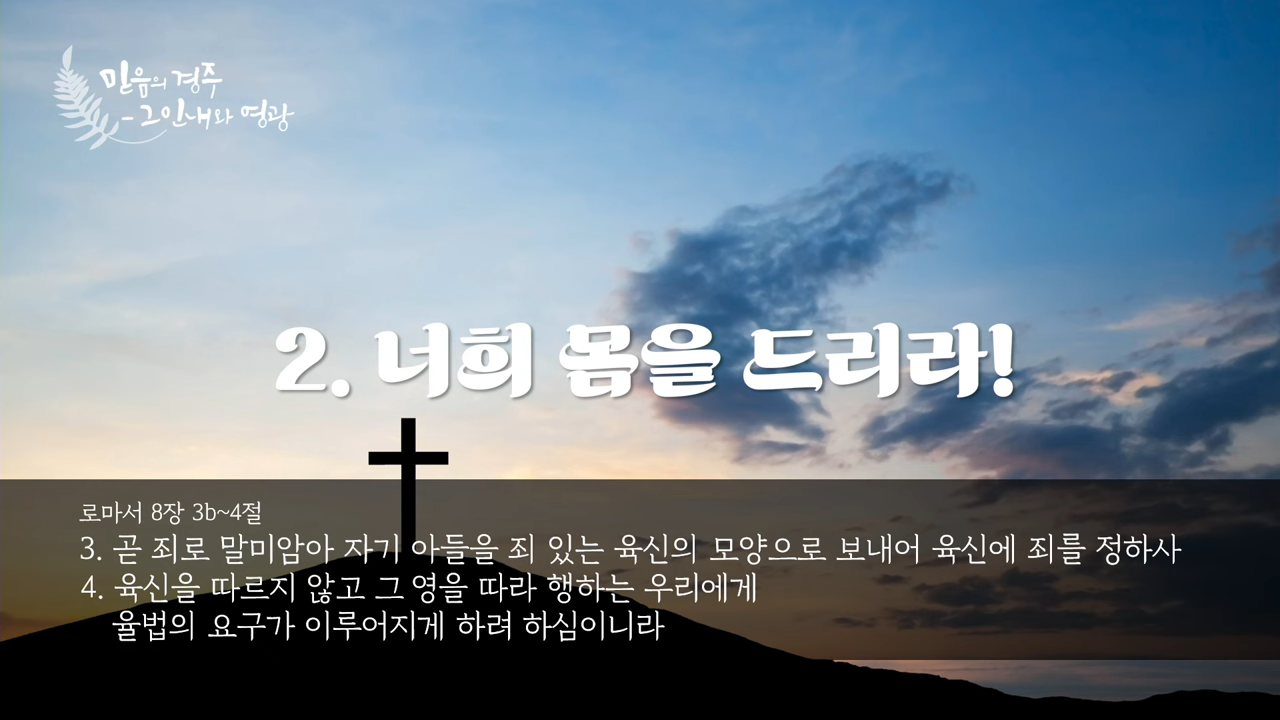 믿음의 경주
- 그 인내와 영광
2. 너희 몸을 드리라!
로마서 8장 3b~4절
3. 곧 죄로 말미암아 자기 아들을 죄 있는 육신의 모양으로 보내어 육신에 죄를 정하사
4. 육신을 따르지 않고 그 영을 따라 행하는 우리에게
율법의 요구가 이루어지게 하려 하심이니라